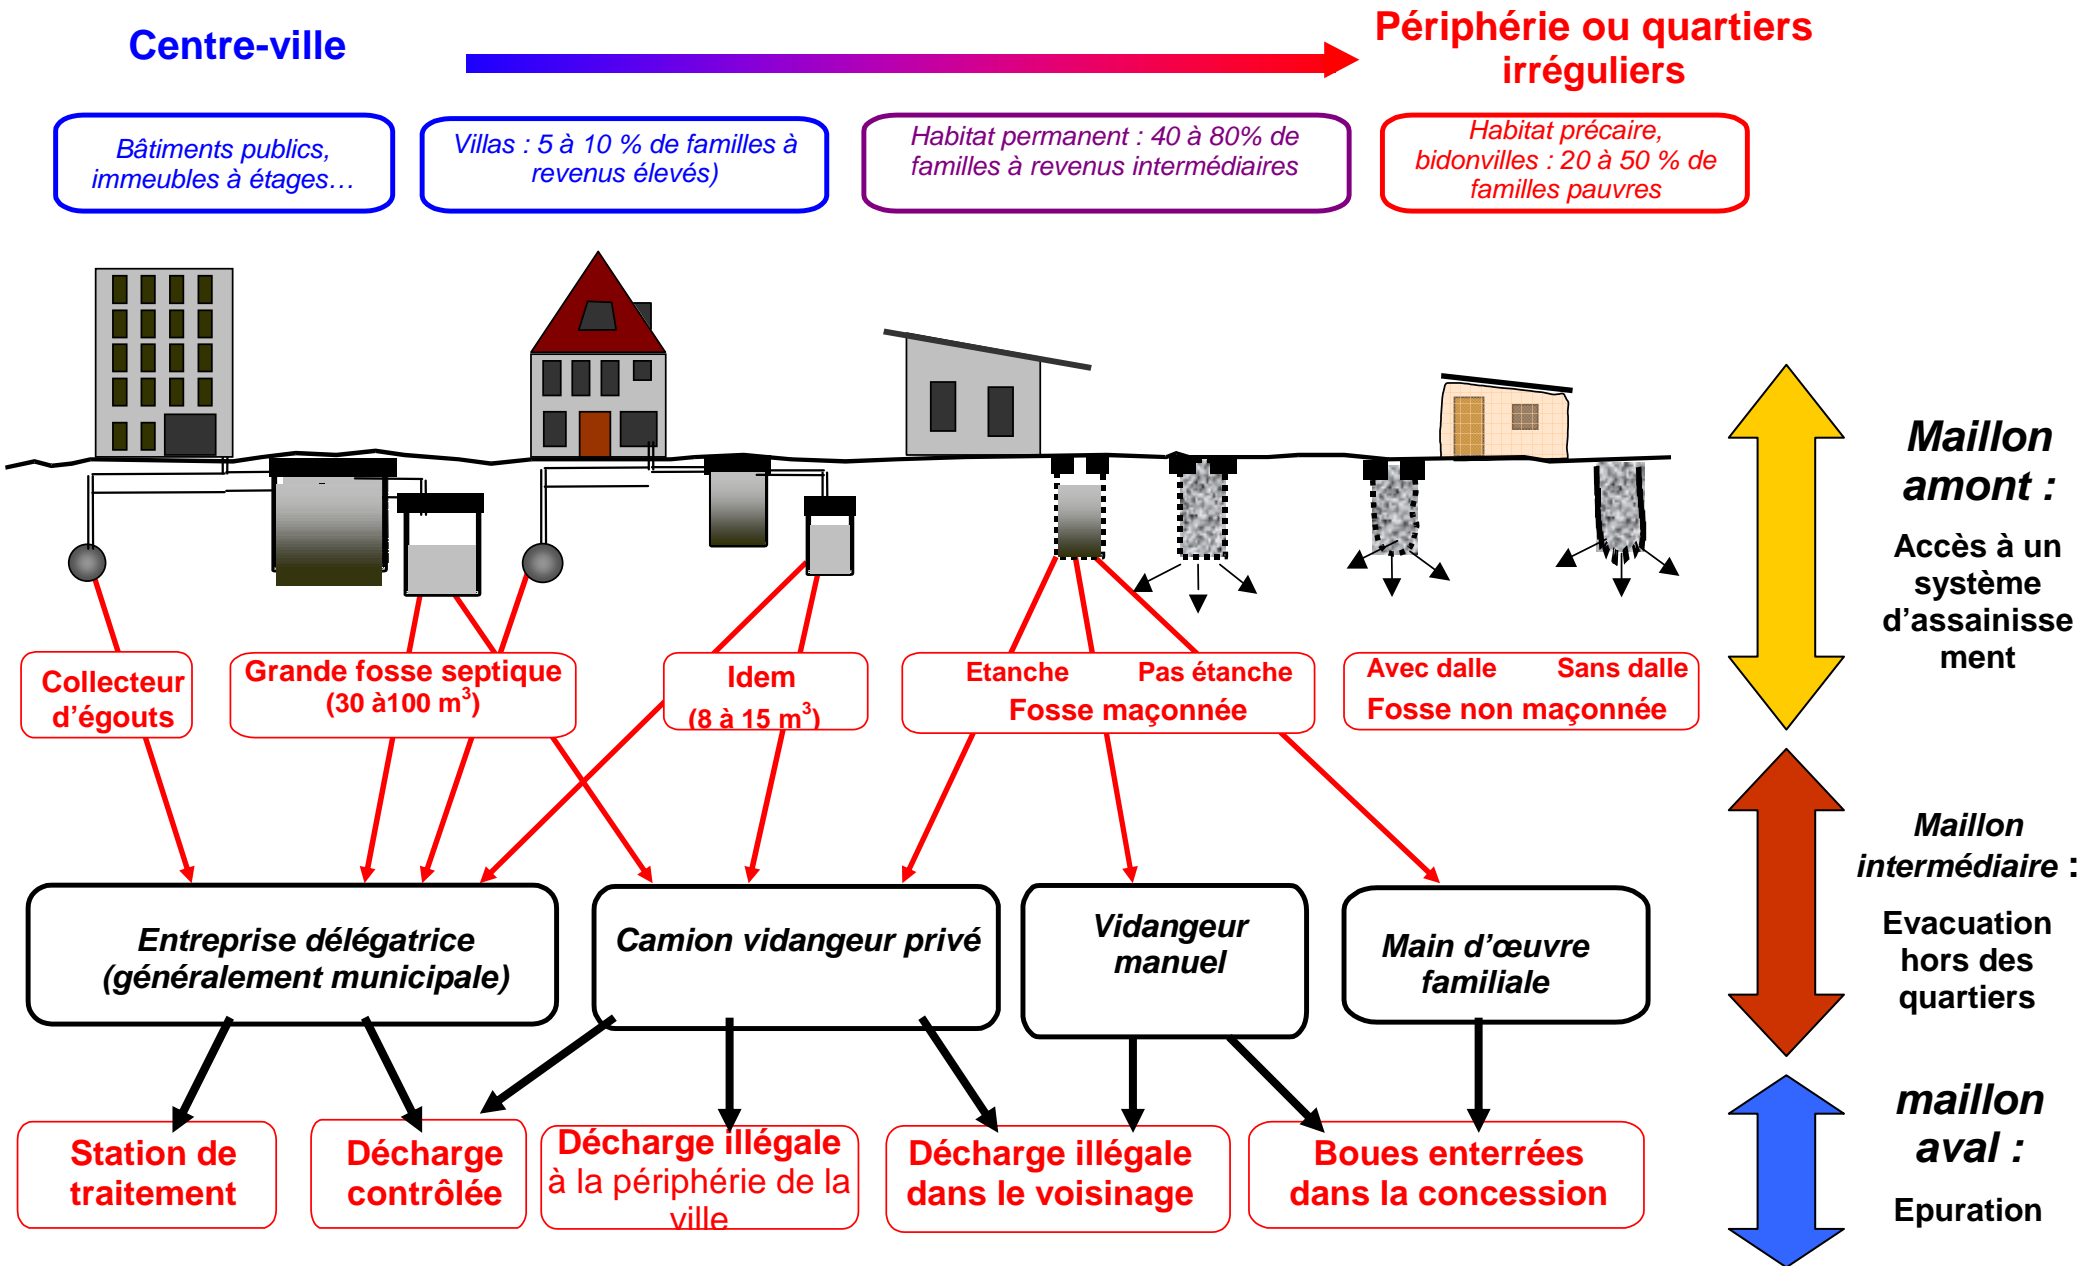 Centre-ville
Périphérie ou quartiers
irréguliers
Bâtiments publics,
immeubles à étages…
Villas : 5 à 10 % de familles à
revenus élevés)
Habitat permanent : 40 à 80% de
familles à revenus intermédiaires
Habitat précaire,
bidonvilles : 20 à 50 % de
familles pauvres
Maillon
amont :
Accès à un
système
d’assainisse
ment
Collecteur
d’égouts
Grande fosse septique
(30 à100 m³)
Idem
(8 à 15 m³)
Etanche Pas étanche
Fosse maçonnée
Avec dalle Sans dalle
Fosse non maçonnée
Maillon
intermédiaire :
Evacuation
hors des
quartiers
Entreprise délégatrice
(généralement municipale)
Camion vidangeur privé
Vidangeur
manuel
Main d’œuvre
familiale
maillon
aval :
Epuration
Station de
traitement
Décharge
contrôlée
Décharge illégale
à la périphérie de la
ville
Décharge illégale
dans le voisinage
Boues enterrées
dans la concession